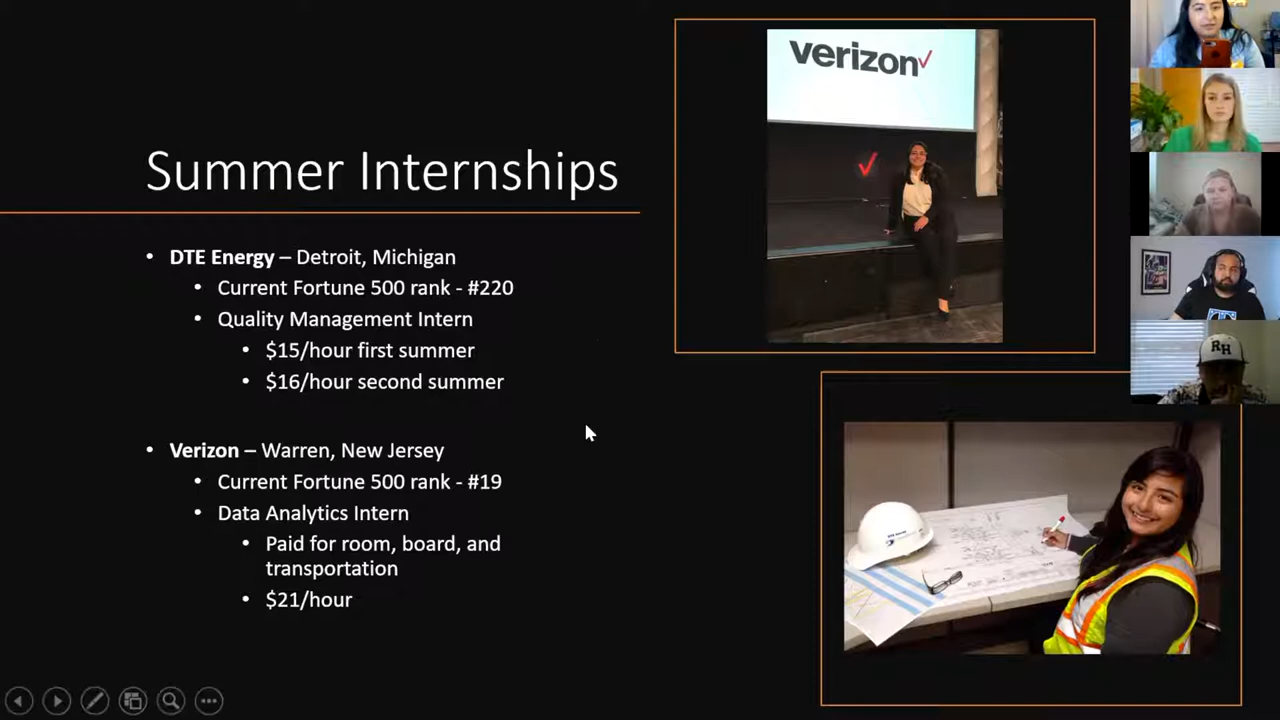 verizon✓
Summer Internships
• DTE Energy – Detroit, Michigan
• Current Fortune 500 rank - #220
• Quality Management Intern
• $15/hour first summer
• $16/hour second summer
• Verizon – Warren, New Jersey
• Current Fortune 500 rank - #19
• Data Analytics Intern
• Paid for room, board, and
transportation
• $21/hour
RH